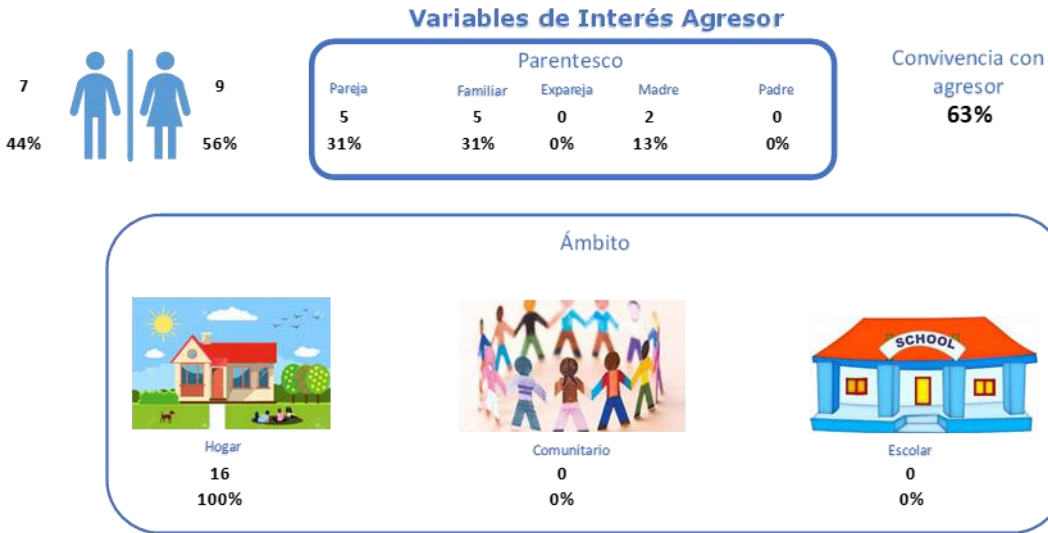 Variables de Interés Agresor
7
44%
9
56%
Parentesco
Pareja Familiar Expareja Madre Padre
5 5 0 2 0
31% 31% 0% 13% 0%
Convivencia con
agresor
63%
Ámbito
SCHOOL
Hogar Comunitario Escolar
16 0 0
100% 0% 0%